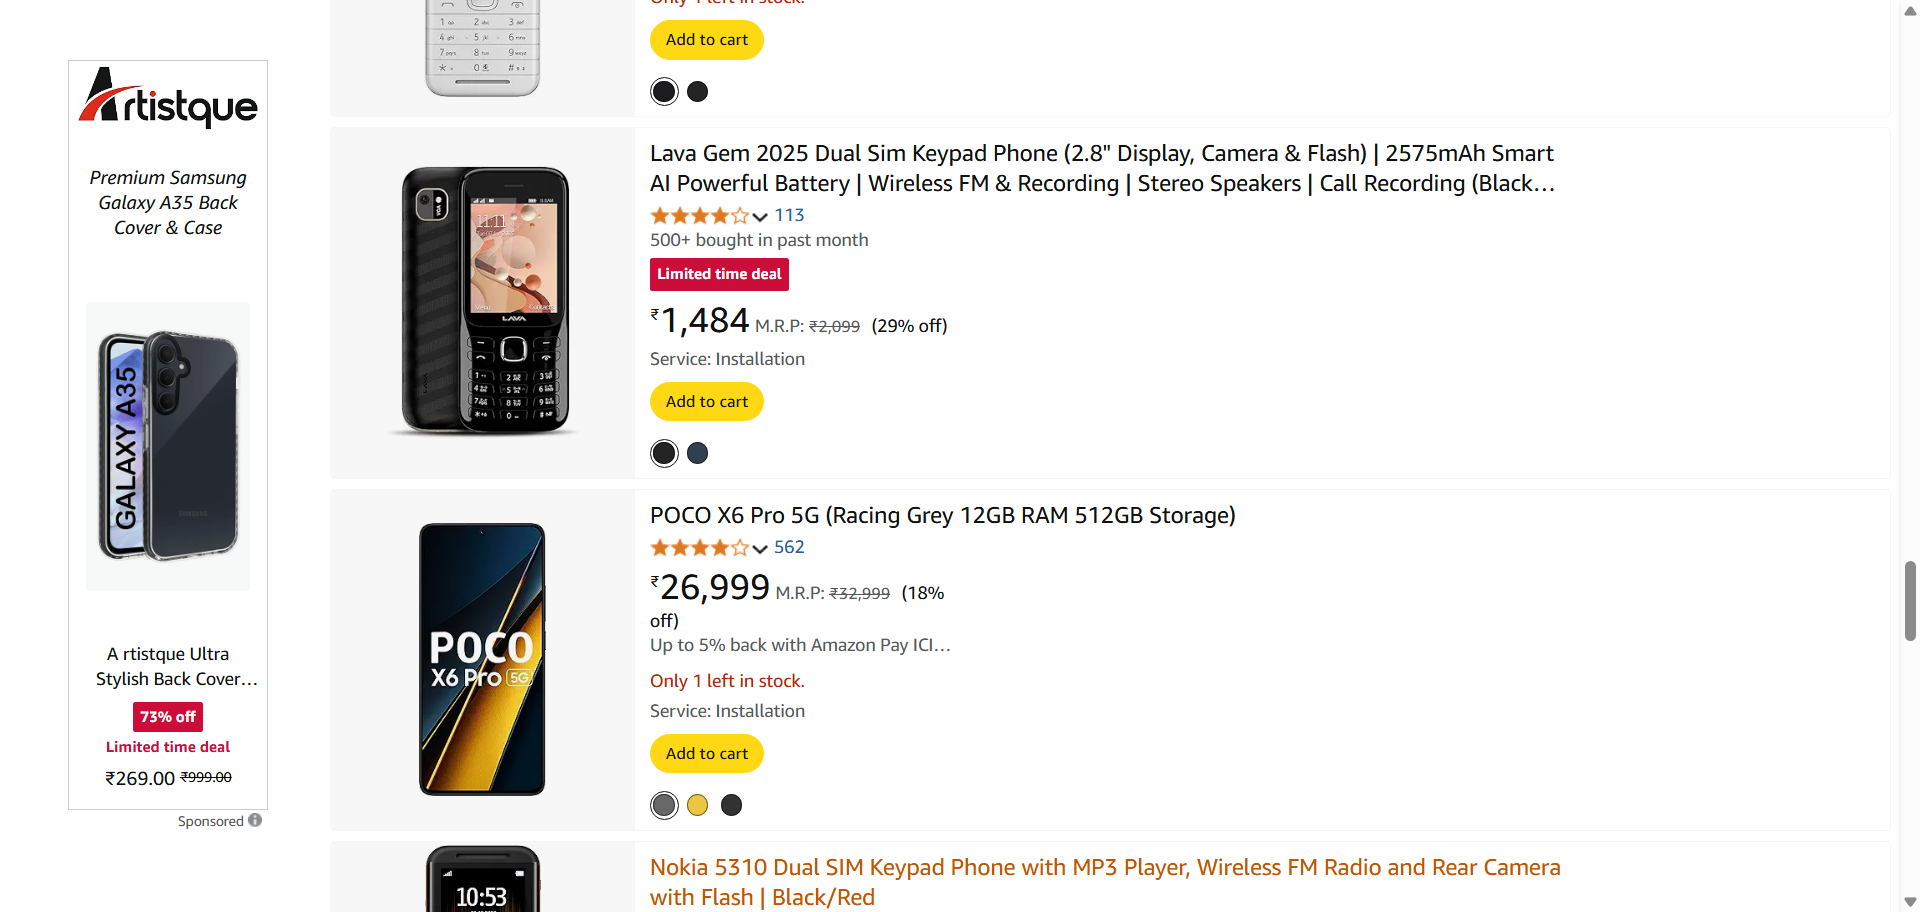 Artistque
Premium Samsung
Galaxy A35 Back
Cover & Case
GALAXY A35
SAMSUNG
A rtistque Ultra
Stylish Back Cover...
73% off
Limited time deal
₹269.00 ₹999.00
Sponsored
Add to cart
Lava Gem 2025 Dual Sim Keypad Phone (2.8" Display, Camera & Flash) | 2575mAh Smart
AI Powerful Battery | Wireless FM & Recording | Stereo Speakers | Call Recording (Black...
113
500+ bought in past month
Limited time deal
₹1,484 M.R.P: ₹2,099 (29% off)
Service: Installation
Add to cart
11:11
LAVA
POCO X6 Pro 5G (Racing Grey 12GB RAM 512GB Storage)
562
₹26,999 M.R.P: ₹32,999 (18%
off)
Up to 5% back with Amazon Pay ICI...
Only 1 left in stock.
Service: Installation
Add to cart
POCO
X6 Pro 5G
Nokia 5310 Dual SIM Keypad Phone with MP3 Player, Wireless FM Radio and Rear Camera
with Flash | Black/Red
10:53